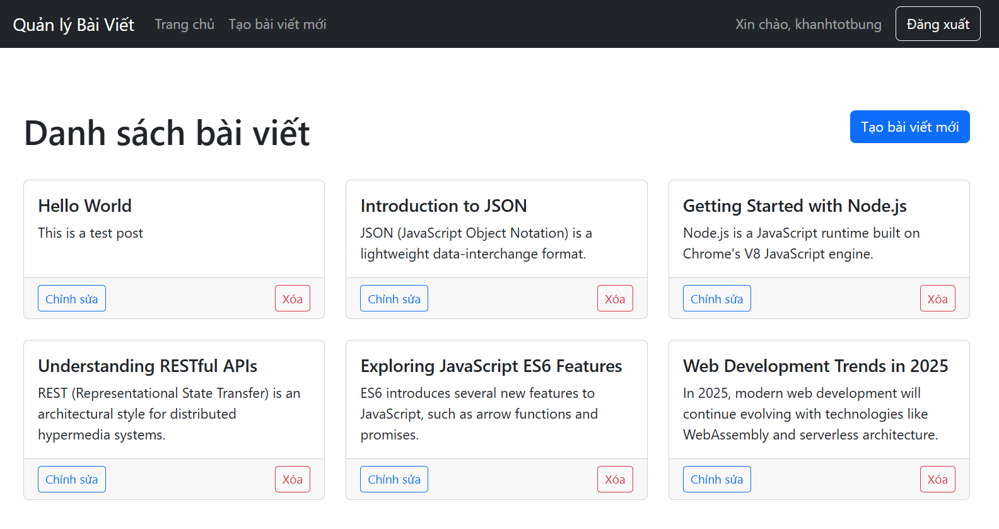 Quản lý Bài Viết Trang chủ Tạo bài viết mới Xin chào, khanhtotbung Đăng xuất
Danh sách bài viết Tạo bài viết mới
Hello World
This is a test post
Chỉnh sửa Xóa
Introduction to JSON
JSON (JavaScript Object Notation) is a
lightweight data-interchange format.
Chỉnh sửa Xóa
Getting Started with Node.js
Node.js is a JavaScript runtime built on
Chrome's V8 JavaScript engine.
Chỉnh sửa Xóa
Understanding RESTful APIs
REST (Representational State Transfer) is an
architectural style for distributed
hypermedia systems.
Chỉnh sửa Xóa
Exploring JavaScript ES6 Features
ES6 introduces several new features to
JavaScript, such as arrow functions and
promises.
Chỉnh sửa Xóa
Web Development Trends in 2025
In 2025, modern web development will
continue evolving with technologies like
WebAssembly and serverless architecture.
Chỉnh sửa Xóa